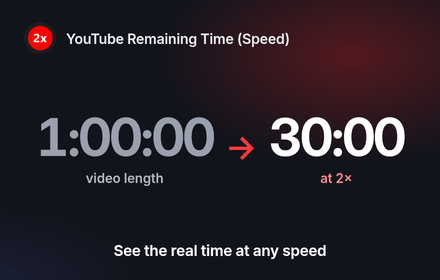 2x
YouTube Remaining Time (Speed)
1:00:00 → 30:00
video length
at 2×
See the real time at any speed